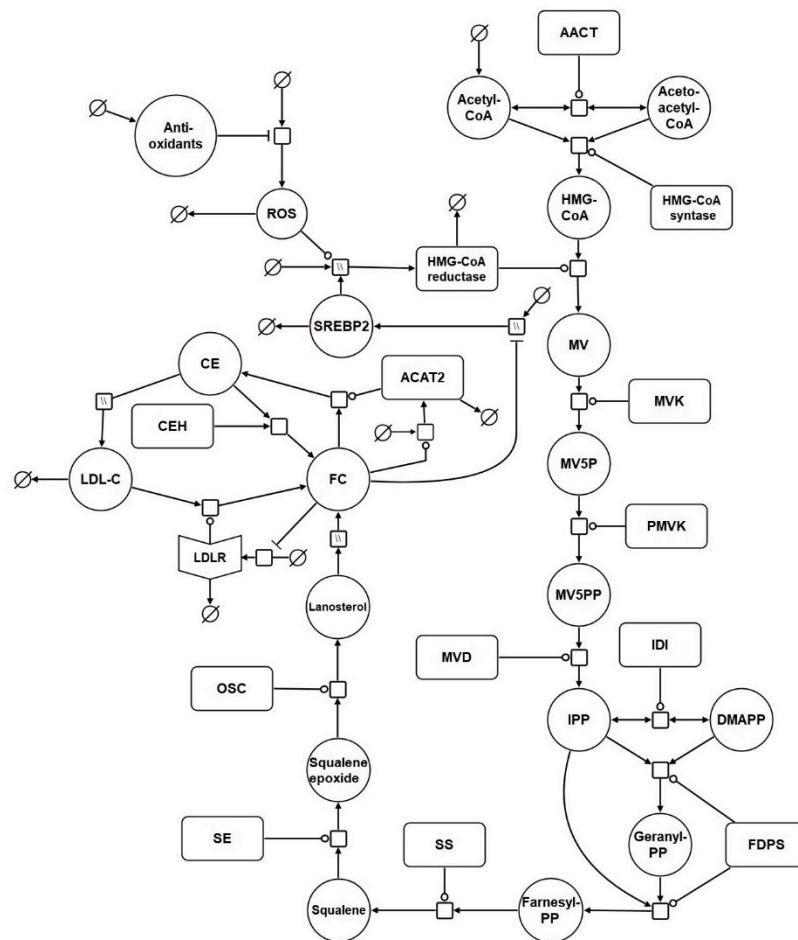 AACT
Acetyl-
CoA
Aceto-
acetyl-
CoA
Anti-
oxidants
HMG-
CoA
HMG-CoA
syntase
ROS
HMG-CoA
reductase
SREBP2
MV
CE
ACAT2
CEH
MVK
LDL-C
FC
MV5P
PMVK
LDLR
Lanosterol
MV5PP
MVD
IDI
OSC
IPP
DMAPP
Squalene
epoxide
SE
SS
Geranyl-
PP
FDPS
Squalene
Farnesyl-
PP